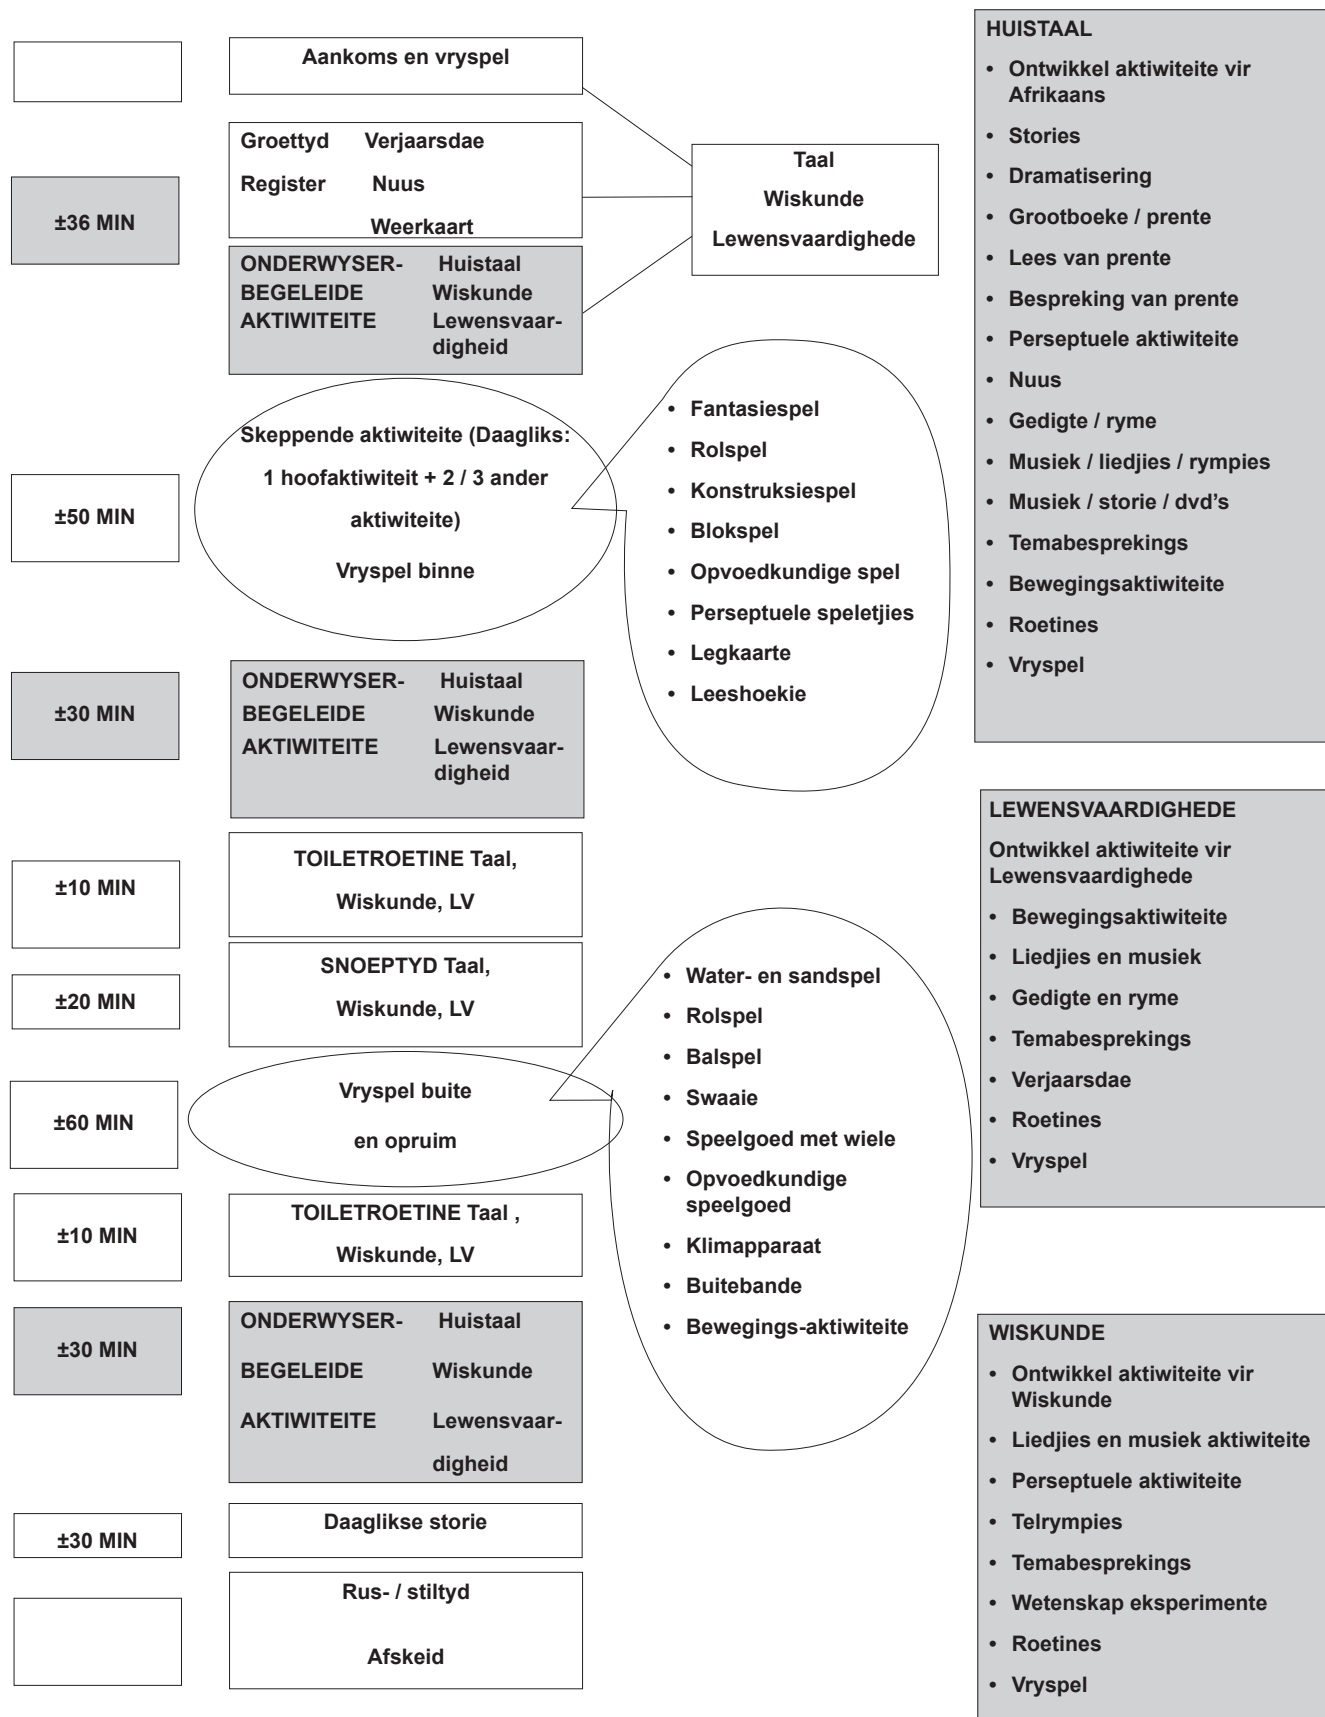 Aankoms en vryspel
±36 MIN
Groettyd Verjaarsdae
Register Nuus
Weerkaart
ONDERWYSER- Huistaal
BEGELEIDE Wiskunde
AKTIWITEITE Lewensvaar-
digheid
Taal
Wiskunde
Lewensvaardighede
±50 MIN
Skeppende aktiwiteite (Daagliks:
1 hoofaktiwiteit + 2 / 3 ander
aktiwiteite)
Vryspel binne
• Fantasiespel
• Rolspel
• Konstruksiespel
• Blokspel
• Opvoedkundige spel
• Perseptuele speletjies
• Legkaarte
• Leeshoekie
±30 MIN
ONDERWYSER- Huistaal
BEGELEIDE Wiskunde
AKTIWITEITE Lewensvaar-
digheid
±10 MIN
TOILETROETINE Taal,
Wiskunde, LV
±20 MIN
SNOEPTYD Taal,
Wiskunde, LV
±60 MIN
Vryspel buite
en opruim
• Water- en sandspel
• Rolspel
• Balspel
• Swaaie
• Speelgoed met wiele
• Opvoedkundige
speelgoed
• Klimapparaat
• Buitebande
• Bewegings-aktiwiteite
±10 MIN
TOILETROETINE Taal ,
Wiskunde, LV
±30 MIN
ONDERWYSER- Huistaal
BEGELEIDE Wiskunde
AKTIWITEITE Lewensvaar-
digheid
±30 MIN
Daaglikse storie
Rus- / stiltyd
Afskeid
HUISTAAL
• Ontwikkel aktiwiteite vir
Afrikaans
• Stories
• Dramatisering
• Grootboeke / prente
• Lees van prente
• Bespreking van prente
• Perseptuele aktiwiteite
• Nuus
• Gedigte / ryme
• Musiek / liedjies / rympies
• Musiek / storie / dvd’s
• Temabesprekings
• Bewegingsaktiwiteite
• Roetines
• Vryspel
LEWENSVAARDIGHEDE
Ontwikkel aktiwiteite vir
Lewensvaardighede
• Bewegingsaktiwiteite
• Liedjies en musiek
• Gedigte en ryme
• Temabesprekings
• Verjaarsdae
• Roetines
• Vryspel
WISKUNDE
• Ontwikkel aktiwiteite vir
Wiskunde
• Liedjies en musiek aktiwiteite
• Perseptuele aktiwiteite
• Telrympies
• Temabesprekings
• Wetenskap eksperimente
• Roetines
• Vryspel